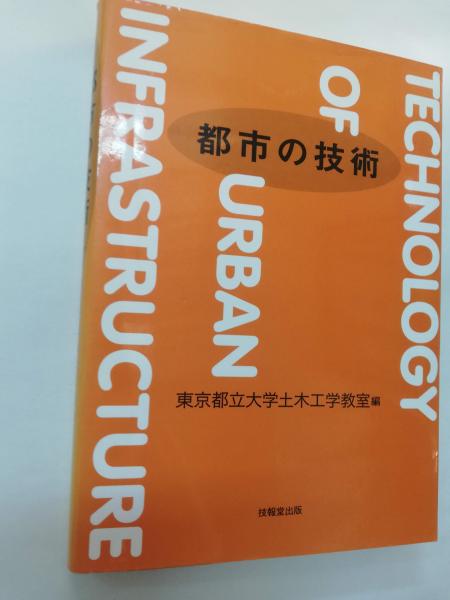 TECHNOLOGY
OF URBAN
INFRASTRUCTURE
都市の技術
東京都立大学土木工学教室編
技報堂出版